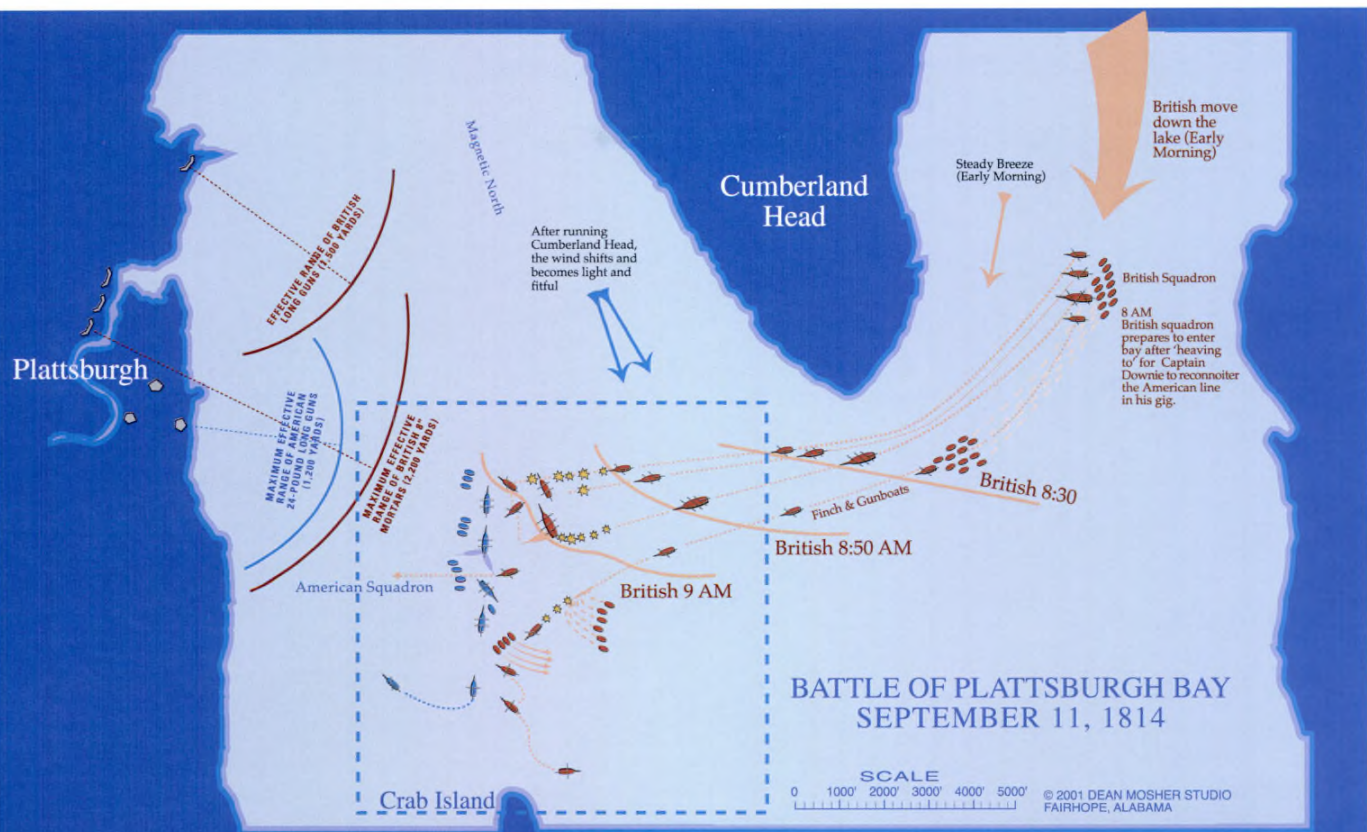 Magnetic North
British move
down the
lake (Early
Morning)
Steady Breeze
(Early Morning)
Cumberland
Head
After running
Cumberland Head,
the wind shifts and
becomes light and
fitful
EFFECTIVE RANGE OF BRITISH
LONG GUNS (1,500 YARDS)
British Squadron
8 AM
British squadron
prepares to enter
bay after 'heaving
to' for Captain
Downie to reconnoiter
the American line
in his gig.
Plattsburgh
MAXIMUM EFFECTIVE
RANGE OF AMERICAN
24-POUND LONG GUNS
(1,200 YARDS)
MAXIMUM EFFECTIVE
RANGE OF BRITISH 8"
MORTARS (2,200 YARDS)
British 8:30
Finch & Gunboats
British 8:50 AM
American Squadron
British 9 AM
BATTLE OF PLATTSBURGH BAY
SEPTEMBER 11, 1814
SCALE
0 1000' 2000' 3000' 4000' 5000'
© 2001 DEAN MOSHER STUDIO
FAIRHOPE, ALABAMA
Crab Island